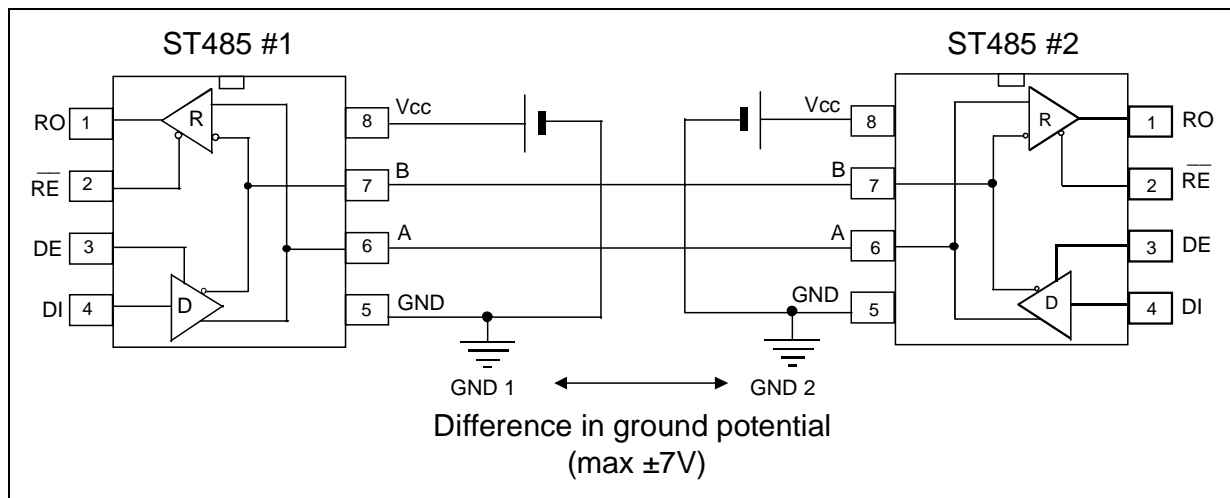 ST485 #1
ST485 #2
RO 1
R
8 Vcc
Vcc 8
R
1 RO
RE 2
7 B
B 7
2 RE
DE 3
6 A
A 6
3 DE
DI 4
D
5 GND
GND 5
D
4 DI
GND 1
GND 2
Difference in ground potential
(max ±7V)